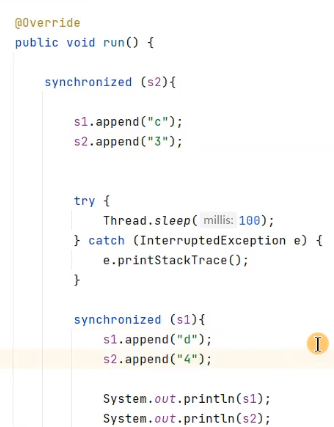 @Override
public void run() {
synchronized (s2){
s1.append("c");
s2.append("3");
try {
Thread.sleep( millis: 100);
} catch (InterruptedException e) {
e.printStackTrace();
}
synchronized (s1){
s1.append("d");
s2.append("4");
System.out.println(s1);
System.out.println(s2);